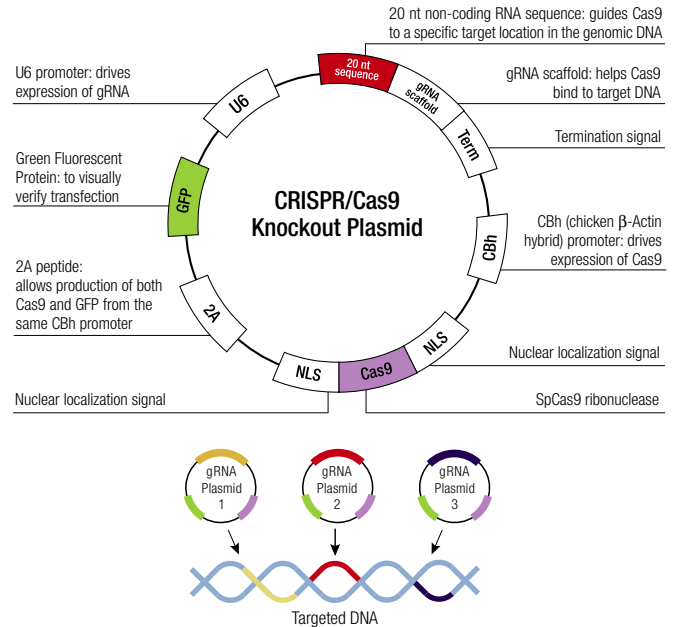 20 nt non-coding RNA sequence: guides Cas9
to a specific target location in the genomic DNA
U6 promoter: drives
expression of gRNA
20 nt
sequence
gRNA
scaffold
gRNA scaffold: helps Cas9
bind to target DNA
U6
Term
Termination signal
Green Fluorescent
Protein: to visually
verify transfection
GFP
CRISPR/Cas9
Knockout Plasmid
CBh
CBh (chicken β-Actin
hybrid) promoter: drives
expression of Cas9
2A peptide:
allows production of both
Cas9 and GFP from the
same CBh promoter
2A
NLS
Cas9
NLS
Nuclear localization signal
Nuclear localization signal
SpCas9 ribonuclease
gRNA
Plasmid
1
gRNA
Plasmid
2
gRNA
Plasmid
3
Targeted DNA